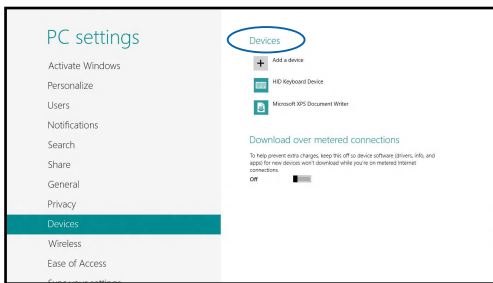 PC settings
Activate Windows
Personalize
Users
Notifications
Search
Share
General
Privacy
Devices
Wireless
Ease of Access
Sync your settings
Devices
Add a device
HID Keyboard Device
Microsoft XPS Document Writer
Download over metered connections
To help prevent extra charges, keep this off so device software (drivers, info, and
apps) for new devices won't download while you're on metered Internet
connections.
Off